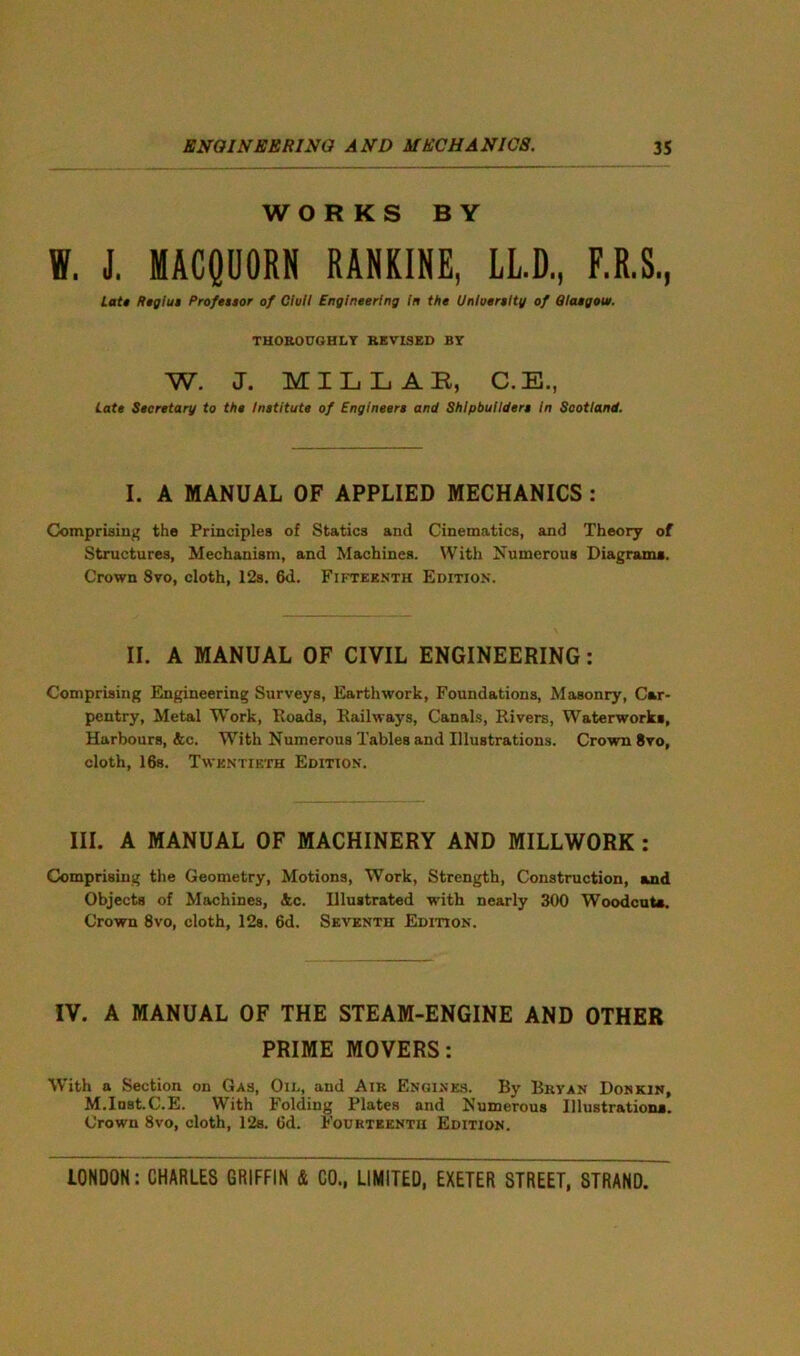 ENGINEERING AND MECHANICS. 35
WORKS BY
W. J. MACQUORN RANKINE, LL.D., F.R.S.,
Late Regius Professor of Civil Engineering in the University of Glasgow.
THOROUGHLY REVISED BY
W. J. MILLAR, C.E.,
Late Secretary to the Institute of Engineers and Shipbuilders in Scotland.
I. A MANUAL OF APPLIED MECHANICS:
Comprising the Principles of Statics and Cinematics, and Theory of
Structures, Mechanism, and Machines. With Numerous Diagrams.
Crown 8vo, cloth, 12s. 6d. FIFTEENTH EDITION.
II. A MANUAL OF CIVIL ENGINEERING:
Comprising Engineering Surveys, Earthwork, Foundations, Masonry, Car-
pentry, Metal Work, Roads, Railways, Canals, Rivers, Waterworks,
Harbours, &c. With Numerous Tables and Illustrations. Crown 8vo,
cloth, 16s. TWENTIETH EDITION.
III. A MANUAL OF MACHINERY AND MILLWORK:
Comprising the Geometry, Motions, Work, Strength, Construction, and
Objects of Machines, &c. Illustrated with nearly 300 Woodcuts.
Crown 8vo, cloth, 12s. 6d. SEVENTH EDITION.
IV. A MANUAL OF THE STEAM-ENGINE AND OTHER
PRIME MOVERS:
With a Section on GAS, OIL, and AIR ENGINES. By BRYAN DONKIN,
M.Inst.C.E. With Folding Plates and Numerous Illustrations.
Crown 8vo, cloth, 12s. 6d. FOURTEENTH EDITION.
LONDON: CHARLES GRIFFIN & CO., LIMITED, EXETER STREET, STRAND.